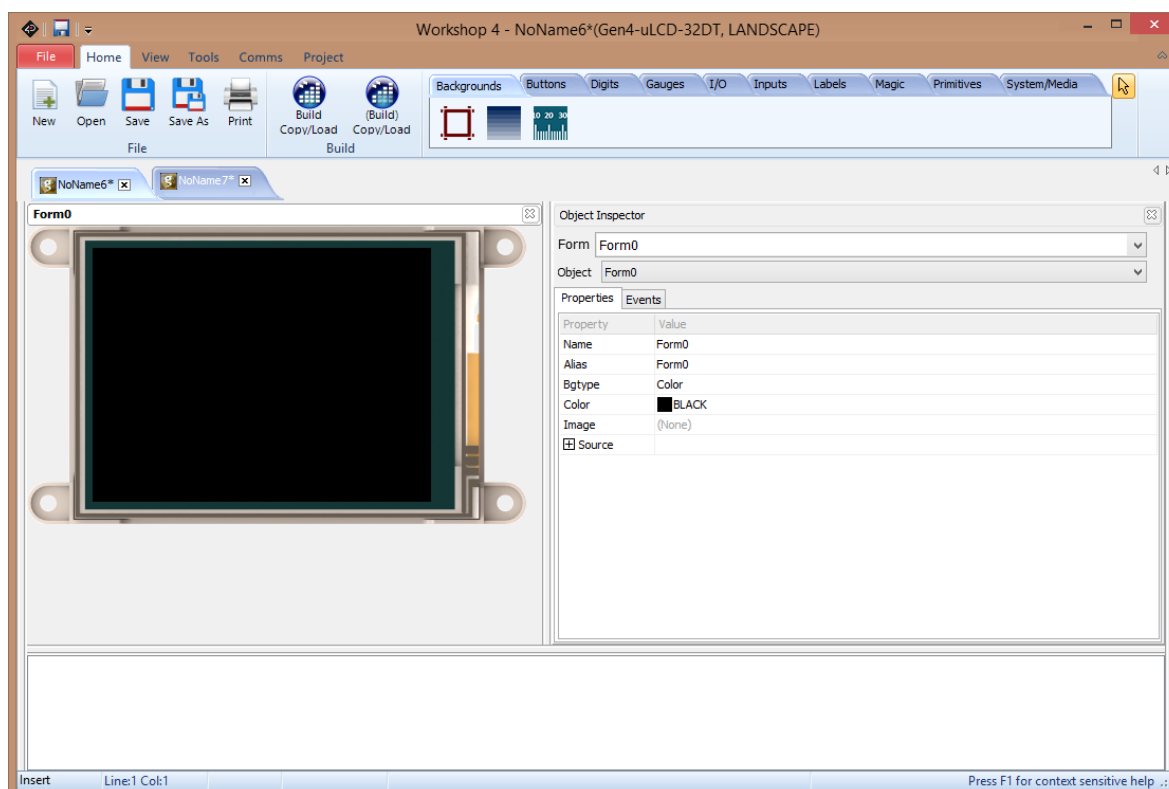 Workshop 4 - NoName6*(Gen4-uLCD-32DT, LANDSCAPE)
File Home View Tools Comms Project
New Open Save Save As Print
Build Copy/Load
(Build) Copy/Load
File Build
Backgrounds Buttons Digits Gauges I/O Inputs Labels Magic Primitives System/Media
10 20 30
NoName6* NoName7*
Form0
Object Inspector
Form Form0
Object Form0
Properties Events
Property Value
Name Form0
Alias Form0
Bgtype Color
Color BLACK
Image (None)
Source
Insert Line:1 Col:1 Press F1 for context sensitive help